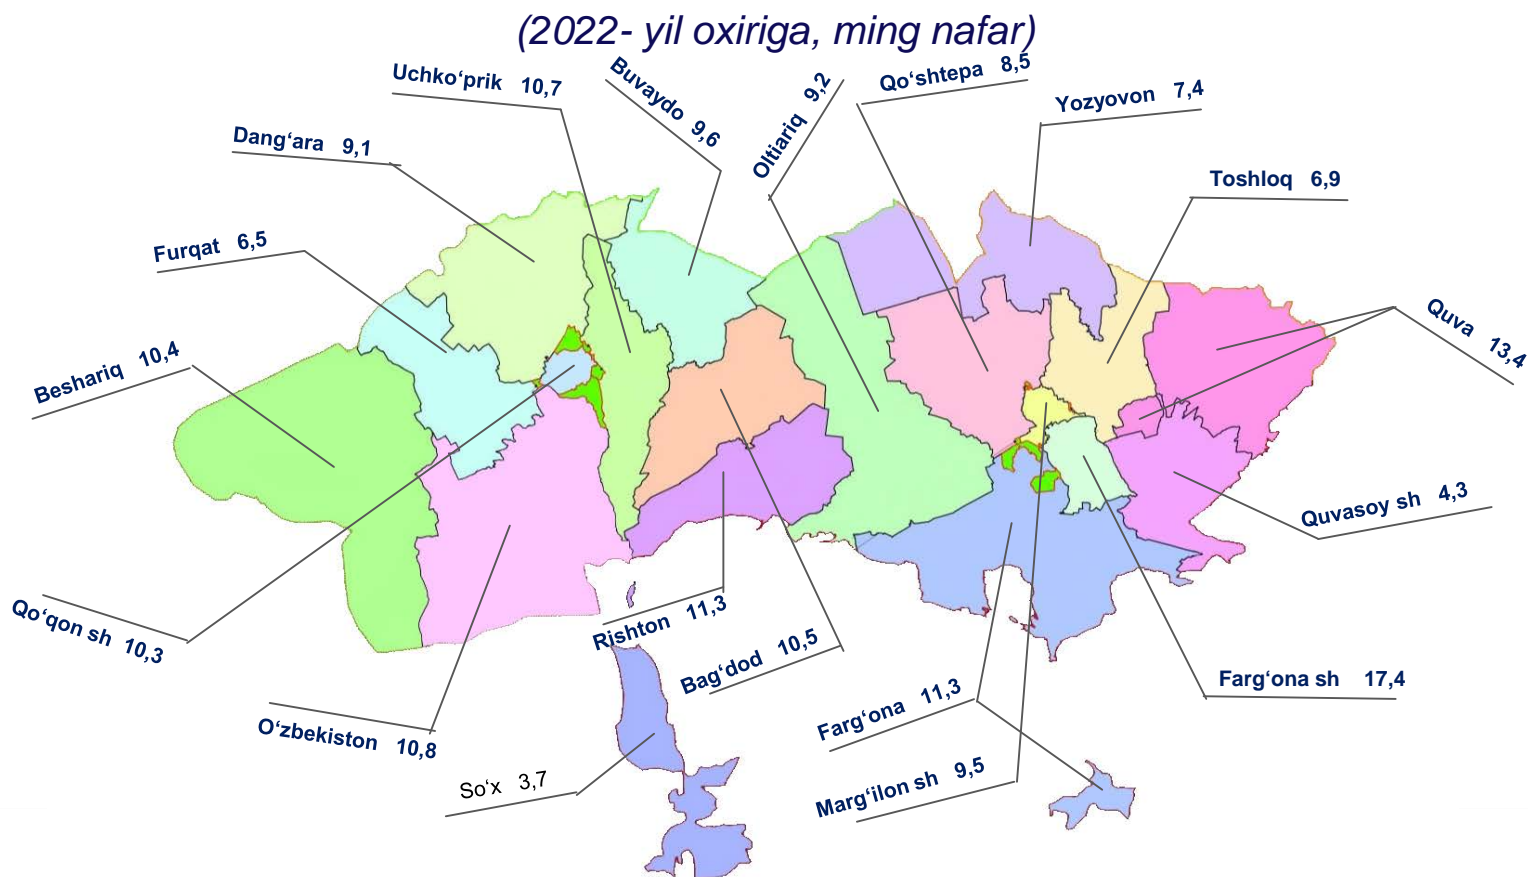 (2022- yil oxiriga, ming nafar)
Uchko‘prik 10,7
Buvaydo 9,6
Oltiariq 9,2
Qo‘shtepa 8,5
Yozyovon 7,4
Dang‘ara 9,1
Toshloq 6,9
Furqat 6,5
Quva 13,4
Beshariq 10,4
Quvasoy sh 4,3
Qo‘qon sh 10,3
Rishton 11,3
Bag‘dod 10,5
Farg‘ona sh 17,4
Farg‘ona 11,3
O‘zbekiston 10,8
So‘x 3,7
Marg‘ilon sh 9,5